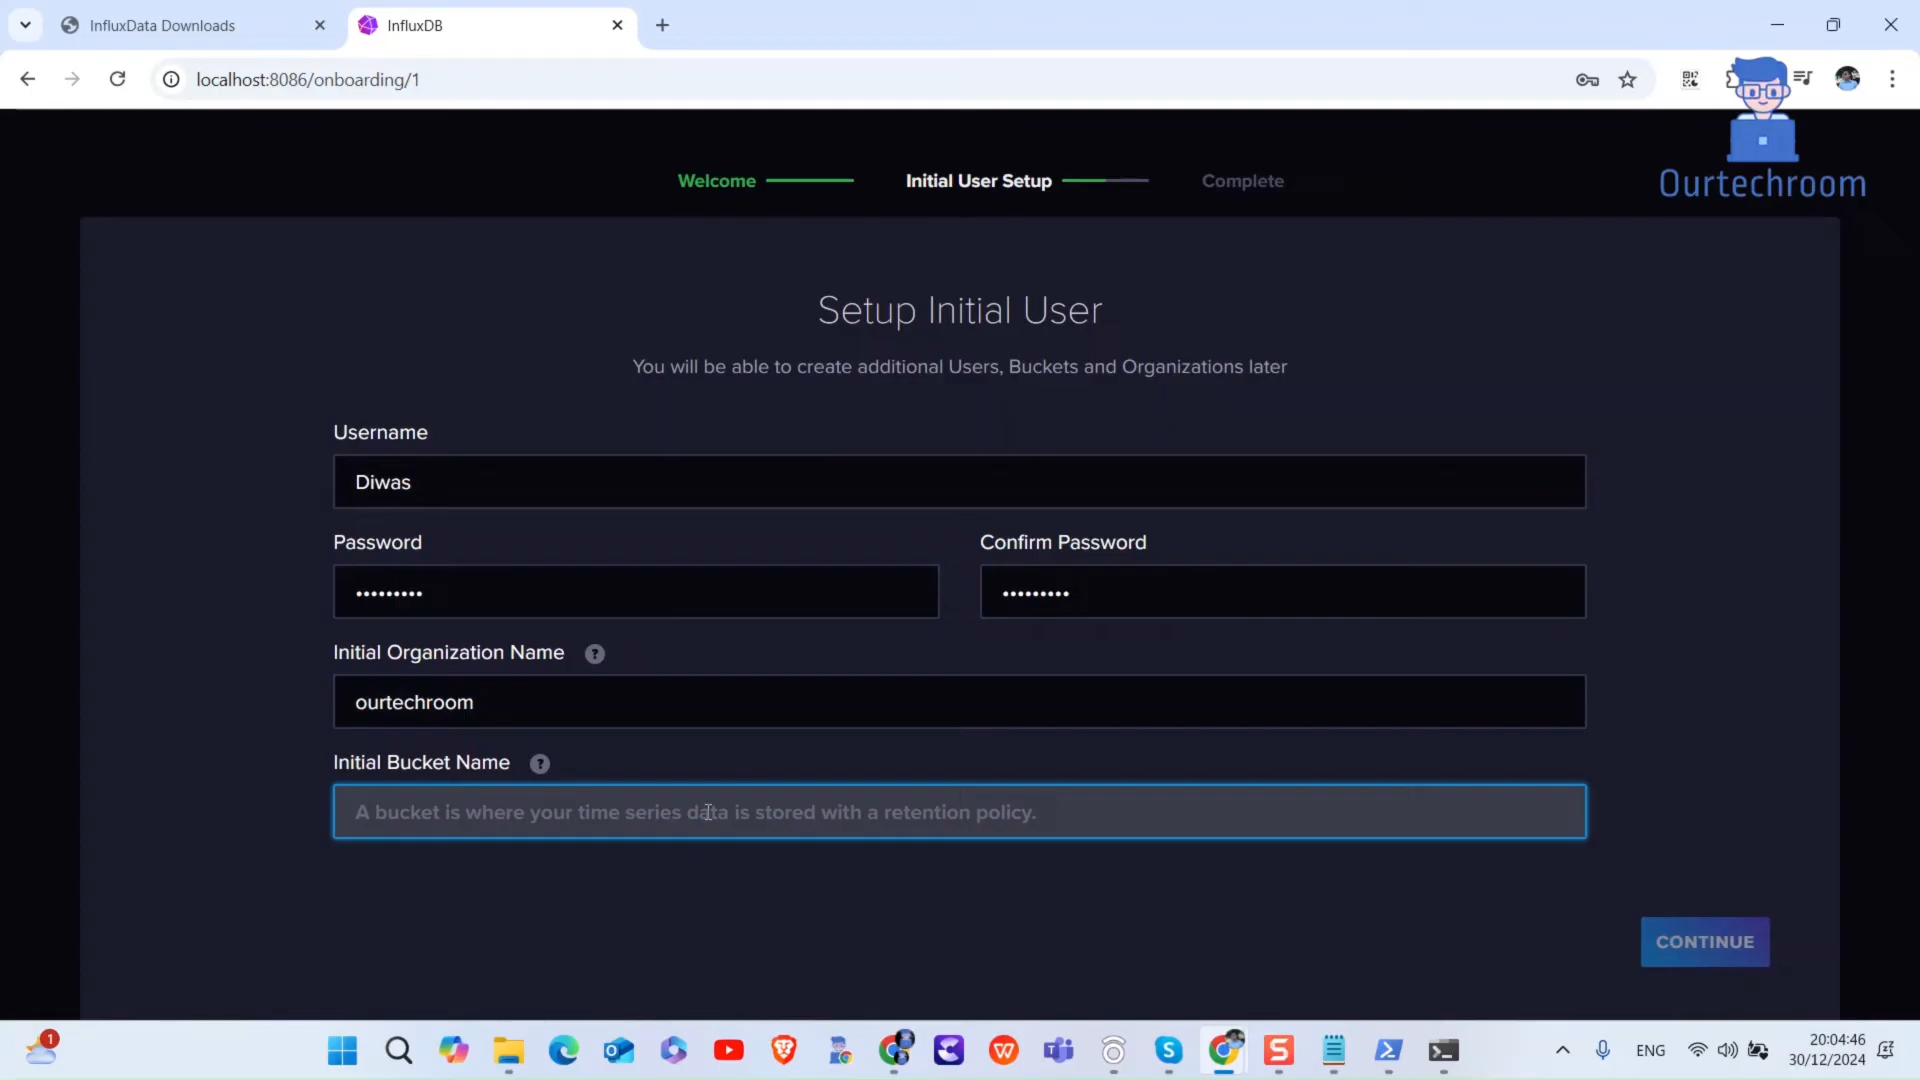 InfluxData Downloads
InfluxDB
localhost:8086/onboarding/1
Ourtechroom
Welcome
Initial User Setup
Complete
Setup Initial User
You will be able to create additional Users, Buckets and Organizations later
Username
Diwas
Password
Confirm Password
•••••••••
•••••••••
Initial Organization Name ?
ourtechroom
Initial Bucket Name ?
A bucket is where your time series data is stored with a retention policy.
CONTINUE
1
ENG
20:04:46
30/12/2024